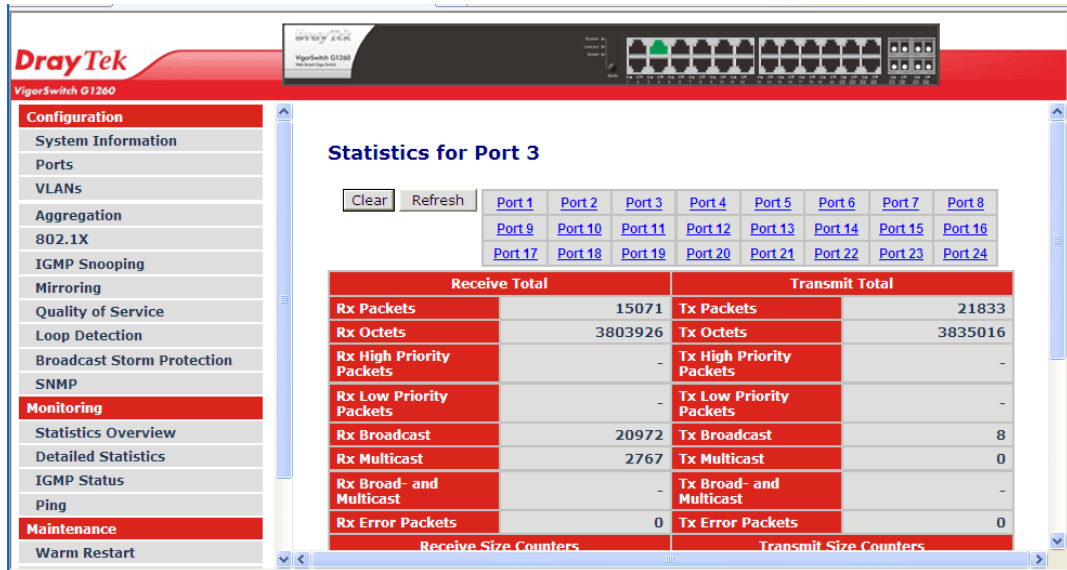 DrayTek
VigorSwitch G1260
DrayTek
VigorSwitch G1260
Configuration
System Information
Ports
VLANs
Aggregation
802.1X
IGMP Snooping
Mirroring
Quality of Service
Loop Detection
Broadcast Storm Protection
SNMP
Monitoring
Statistics Overview
Detailed Statistics
IGMP Status
Ping
Maintenance
Warm Restart
Statistics for Port 3
Clear Refresh
Port 1 Port 2 Port 3 Port 4 Port 5 Port 6 Port 7 Port 8
Port 9 Port 10 Port 11 Port 12 Port 13 Port 14 Port 15 Port 16
Port 17 Port 18 Port 19 Port 20 Port 21 Port 22 Port 23 Port 24
Receive Total Transmit Total
Rx Packets 15071 Tx Packets 21833
Rx Octets 3803926 Tx Octets 3835016
Rx High Priority Packets - Tx High Priority Packets -
Rx Low Priority Packets - Tx Low Priority Packets -
Rx Broadcast 20972 Tx Broadcast 8
Rx Multicast 2767 Tx Multicast 0
Rx Broad- and Multicast - Tx Broad- and Multicast -
Rx Error Packets 0 Tx Error Packets 0
Receive Size Counters Transmit Size Counters